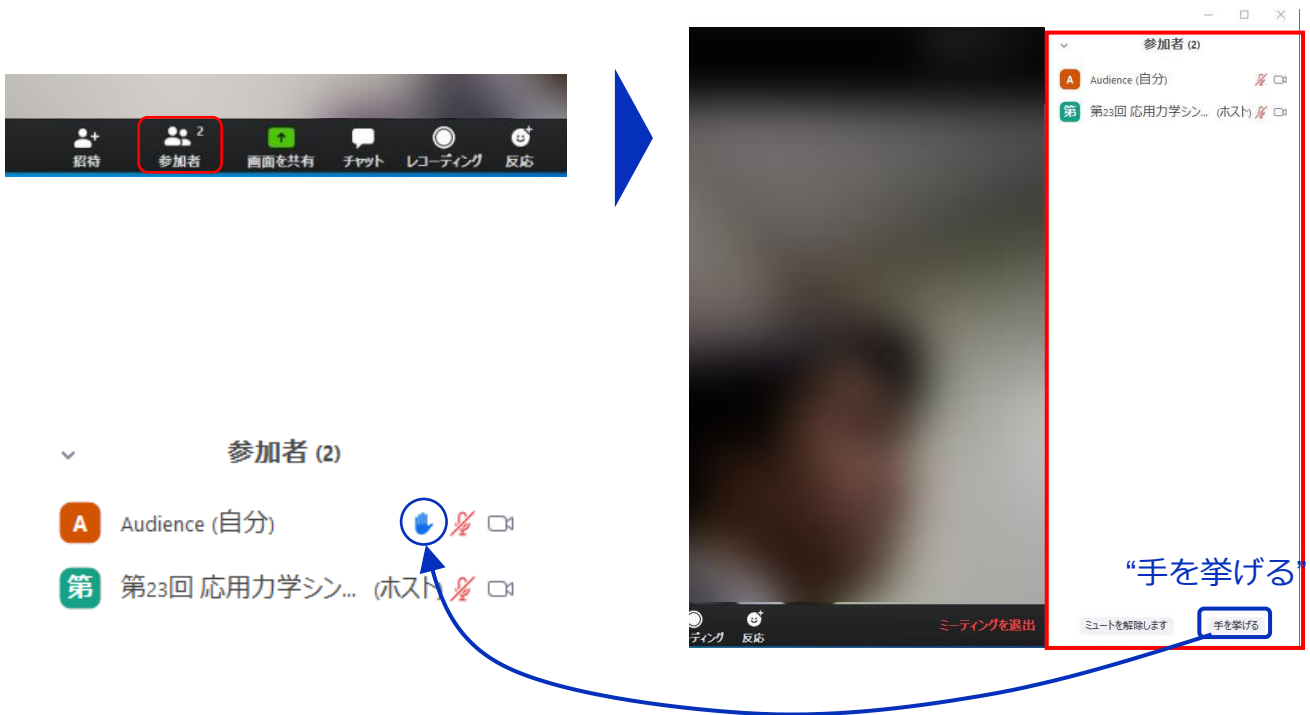 2
招待
参加者
画面を共有
チャット
レコーディング
反応
参加者 (2)
A Audience (自分)
第 第23回 応用力学シン... (ホスト)
“手を挙げる”
ミュートを解除します
手を挙げる
ディング
反応
ミーティングを退出
参加者 (2)
A Audience (自分)
第 第23回 応用力学シン... (ホスト)